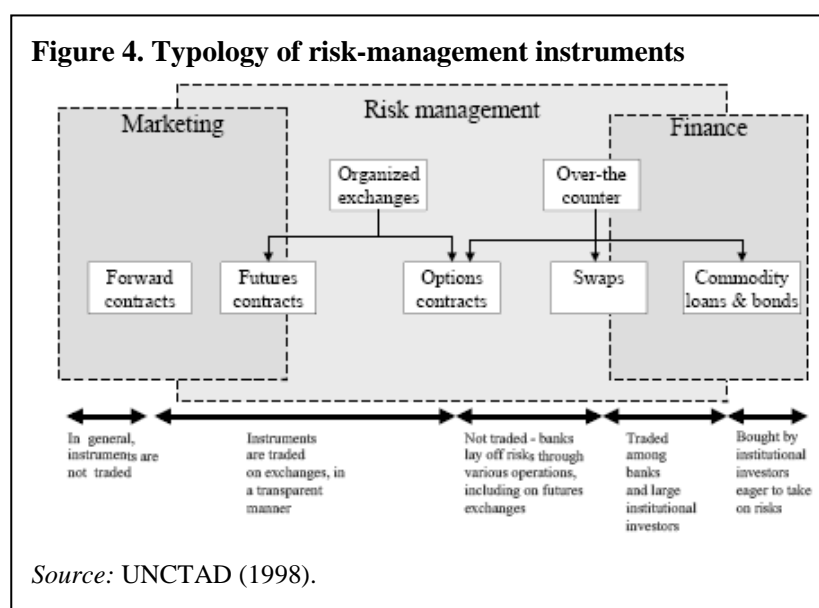 Figure 4. Typology of risk-management instruments
Marketing
Risk management
Finance
Organized
exchanges
Over-the
counter
Forward
contracts
Futures
contracts
Options
contracts
Swaps
Commodity
loans & bonds
In general,
instruments are
not traded
Instruments
are traded
on exchanges, in
a transparent
manner
Not traded - banks
lay off risks through
various operations,
including on futures
exchanges
Traded
among
banks
and large
institutional
investors
Bought by
institutional
investors
eager to take
on risks
Source: UNCTAD (1998).